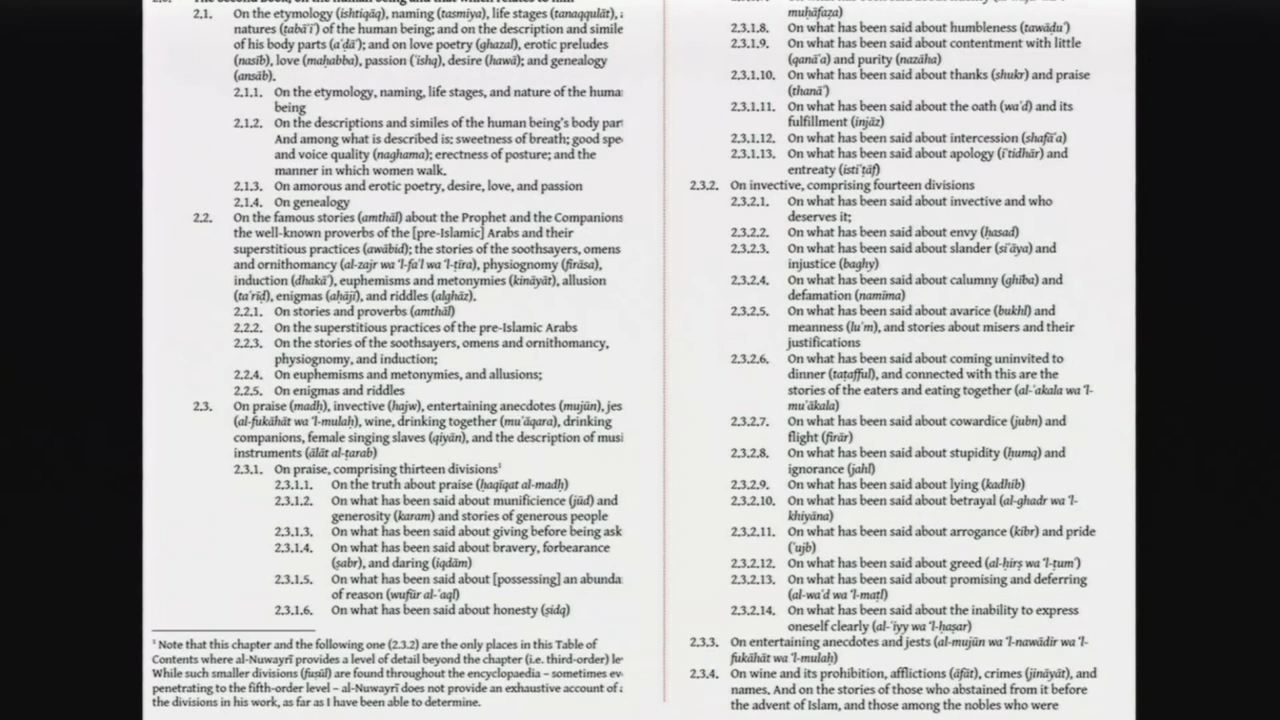 2.0. The second book, on the human being and that which relates to him
2.1. On the etymology (ishtiqāq), naming (tasmiya), life stages (tanaqqulāt),
natures (ṭabāʾiʿ) of the human being; and on the description and simile
of his body parts (aʿḍāʾ); and on love poetry (ghazal), erotic preludes
(nasīb), love (maḥabba), passion (ʿishq), desire (hawā); and genealogy
(ansāb).
2.1.1. On the etymology, naming, life stages, and nature of the huma
being
2.1.2. On the descriptions and similes of the human being's body par
And among what is described is; sweetness of breath; good spe
and voice quality (naghama); erectness of posture; and the
manner in which women walk.
2.1.3. On amorous and erotic poetry, desire, love, and passion
2.1.4. On genealogy
2.2. On the famous stories (amthāl) about the Prophet and the Companions
the well-known proverbs of the [pre-Islamic] Arabs and their
superstitious practices (awābid); the stories of the soothsayers, omens
and ornithomancy (al-zajr wa ʾl-faʾl wa ʾl-ṭīra), physiognomy (firāsa),
induction (dhakāʾ), euphemisms and metonymies (kināyāt), allusion
(taʿrīḍ), enigmas (aḥājī), and riddles (alghāz).
2.2.1. On stories and proverbs (amthāl)
2.2.2. On the superstitious practices of the pre-Islamic Arabs
2.2.3. On the stories of the soothsayers, omens and ornithomancy,
physiognomy, and induction;
2.2.4. On euphemisms and metonymies, and allusions;
2.2.5. On enigmas and riddles
2.3. On praise (madḥ), invective (hajw), entertaining anecdotes (mujūn), jes
(al-fukāhāt wa ʾl-mulaḥ), wine, drinking together (muʿāqara), drinking
companions, female singing slaves (qiyān), and the description of musi
instruments (ālāt al-ṭarab)
2.3.1. On praise, comprising thirteen divisions¹
2.3.1.1. On the truth about praise (ḥaqīqat al-madḥ)
2.3.1.2. On what has been said about munificience (jūd) and
generosity (karam) and stories of generous people
2.3.1.3. On what has been said about giving before being ask
2.3.1.4. On what has been said about bravery, forbearance
(ṣabr), and daring (iqdām)
2.3.1.5. On what has been said about [possessing] an abunda
of reason (wufūr al-ʿaql)
2.3.1.6. On what has been said about honesty (ṣidq)
¹ Note that this chapter and the following one (2.3.2) are the only places in this Table of
Contents where al-Nuwayrī provides a level of detail beyond the chapter (i.e. third-order) le
While such smaller divisions (fuṣūl) are found throughout the encyclopaedia – sometimes ev
penetrating to the fifth-order level – al-Nuwayrī does not provide an exhaustive account of
the divisions in his work, as far as I have been able to determine.
muḥāfaẓa)
2.3.1.8. On what has been said about humbleness (tawāḍuʿ)
2.3.1.9. On what has been said about contentment with little
(qanāʿa) and purity (nazāha)
2.3.1.10. On what has been said about thanks (shukr) and praise
(thanāʾ)
2.3.1.11. On what has been said about the oath (waʿd) and its
fulfillment (injāz)
2.3.1.12. On what has been said about intercession (shafāʿa)
2.3.1.13. On what has been said about apology (iʿtidhār) and
entreaty (istiʿṭāf)
2.3.2. On invective, comprising fourteen divisions
2.3.2.1. On what has been said about invective and who
deserves it;
2.3.2.2. On what has been said about envy (ḥasad)
2.3.2.3. On what has been said about slander (siʿāya) and
injustice (baghy)
2.3.2.4. On what has been said about calumny (ghība) and
defamation (namīma)
2.3.2.5. On what has been said about avarice (bukhl) and
meanness (luʾm), and stories about misers and their
justifications
2.3.2.6. On what has been said about coming uninvited to
dinner (taṭafful), and connected with this are the
stories of the eaters and eating together (al-ʾakala wa ʾl-
muʾākala)
2.3.2.7. On what has been said about cowardice (jubn) and
flight (firār)
2.3.2.8. On what has been said about stupidity (ḥumq) and
ignorance (jahl)
2.3.2.9. On what has been said about lying (kadhib)
2.3.2.10. On what has been said about betrayal (al-ghadr wa ʾl-
khiyāna)
2.3.2.11. On what has been said about arrogance (kibr) and pride
(ʿujb)
2.3.2.12. On what has been said about greed (al-ḥirṣ wa ʾl-ṭumʿ)
2.3.2.13. On what has been said about promising and deferring
(al-waʿd wa ʾl-maṭl)
2.3.2.14. On what has been said about the inability to express
oneself clearly (al-ʿiyy wa ʾl-ḥaṣar)
2.3.3. On entertaining anecdotes and jests (al-mujūn wa ʾl-nawādir wa ʾl-
fukāhāt wa ʾl-mulaḥ)
2.3.4. On wine and its prohibition, afflictions (āfāt), crimes (jināyāt), and
names. And on the stories of those who abstained from it before
the advent of Islam, and those among the nobles who were